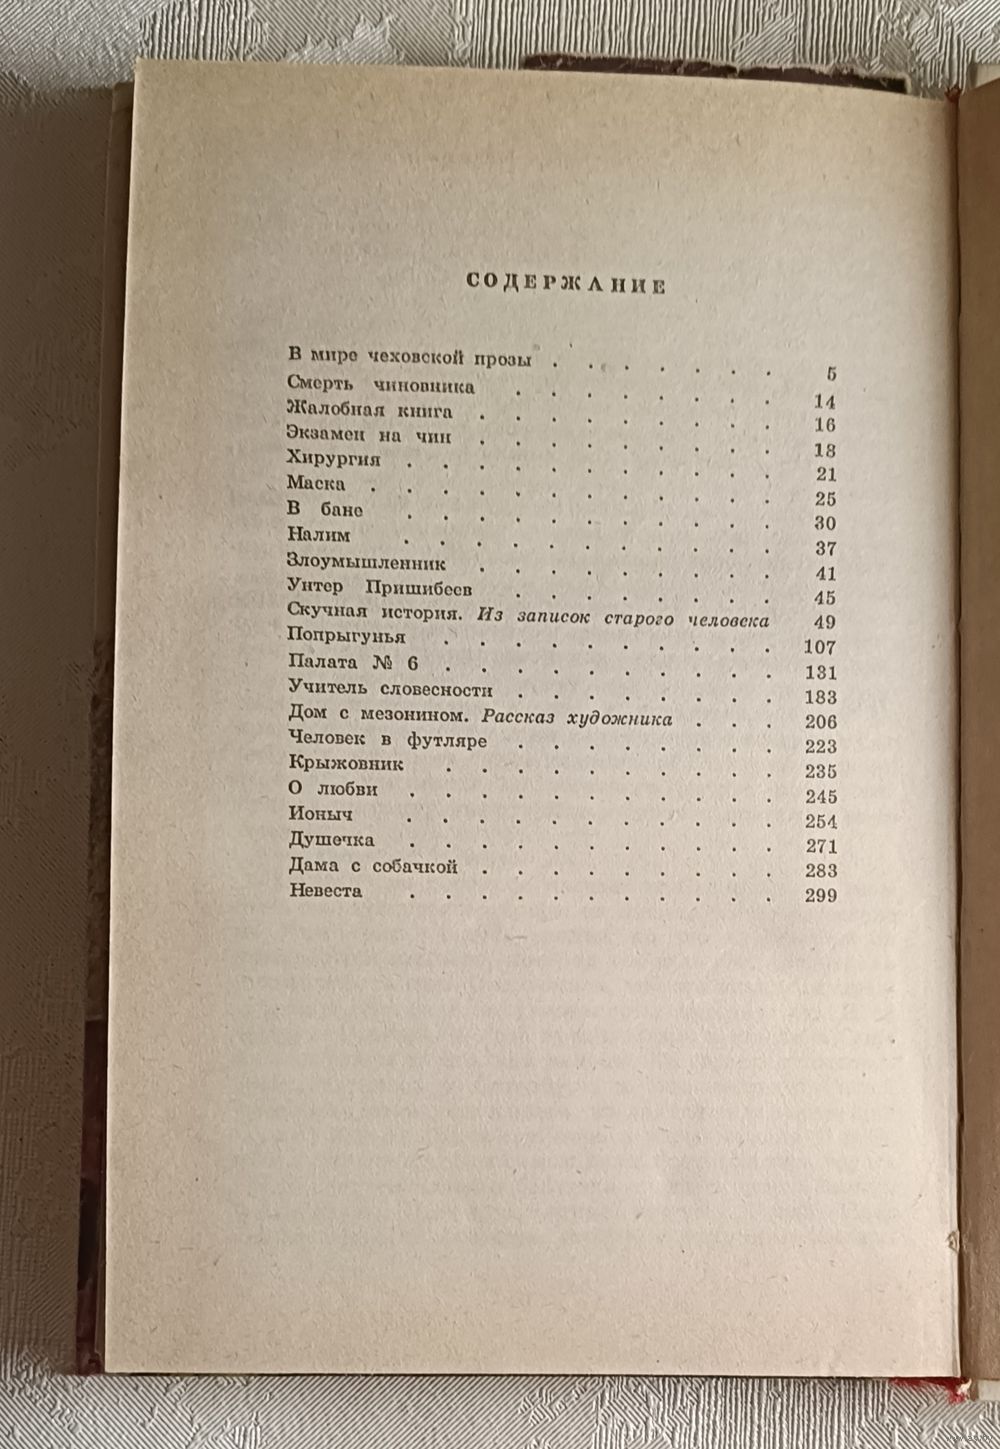 СОДЕРЖАНИЕ
В мире чеховской прозы . . . . . . . 5
Смерть чиновника . . . . . . . . 14
Жалобная книга . . . . . . . . . 16
Экзамен на чин . . . . . . . . . 18
Хирургия . . . . . . . . . . . 21
Маска . . . . . . . . . . . . 25
В бане . . . . . . . . . . . 30
Налим . . . . . . . . . . . 37
Злоумышленник . . . . . . . . . 41
Унтер Пришибеев . . . . . . . . 45
Скучная история. Из записок старого человека 49
Попрыгунья . . . . . . . . . . 107
Палата № 6 . . . . . . . . . . 131
Учитель словесности . . . . . . . . 183
Дом с мезонином. Рассказ художника . . . 206
Человек в футляре . . . . . . . . 223
Крыжовник . . . . . . . . . . 235
О любви . . . . . . . . . . . 245
Ионыч . . . . . . . . . . . 254
Душечка . . . . . . . . . . . 271
Дама с собачкой . . . . . . . . . 283
Невеста . . . . . . . . . . . 299